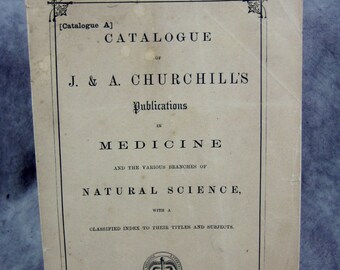 [Catalogue A]
CATALOGUE
OF
J. & A. CHURCHILL'S
Publications
IN
MEDICINE
AND THE VARIOUS BRANCHES OF
NATURAL SCIENCE,
WITH A
CLASSIFIED INDEX TO THEIR TITLES AND SUBJECTS.